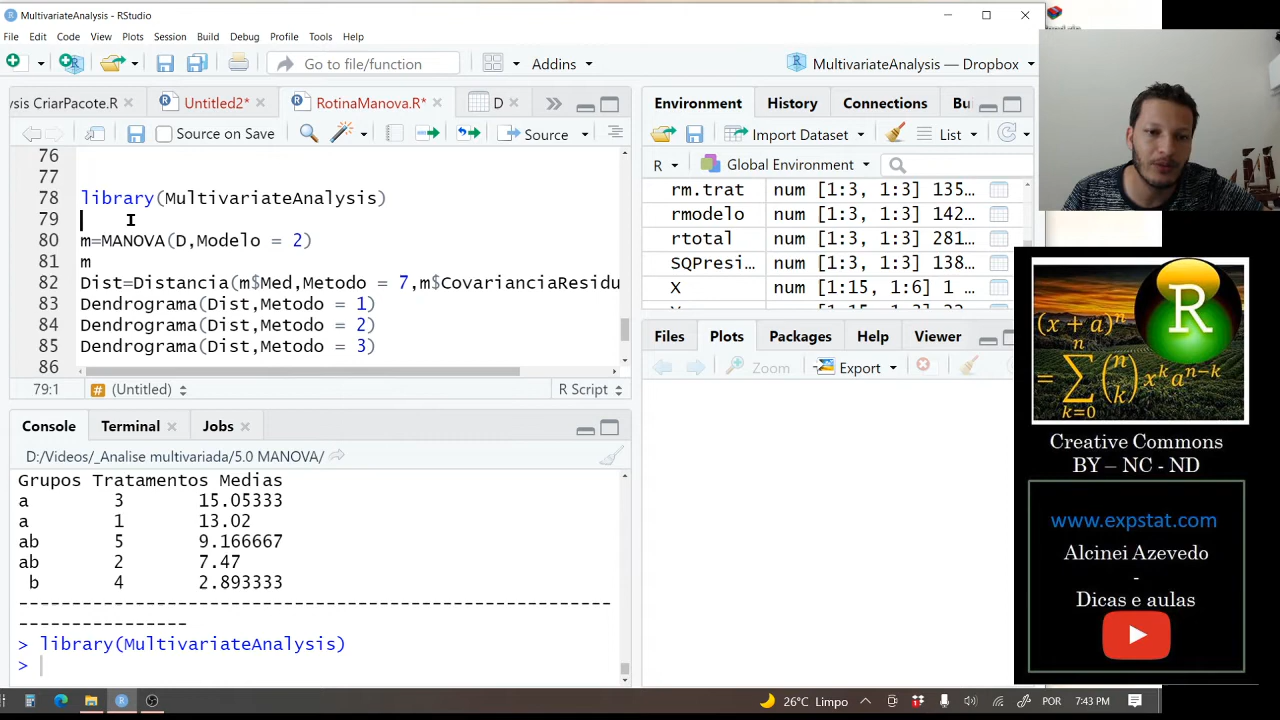 MultivariateAnalysis - RStudio
File Edit Code View Plots Session Build Debug Profile Tools Help
Go to file/function Addins MultivariateAnalysis — Dropbox
ysis CriarPacote.R Untitled2* RotinaManova.R* D
Source on Save Source
76
77
78 library(MultivariateAnalysis)
79
80 m=MANOVA(D,Modelo = 2)
81 m
82 Dist=Distancia(m$Med,Metodo = 7,m$CovarianciaResidu
83 Dendrograma(Dist,Metodo = 1)
84 Dendrograma(Dist,Metodo = 2)
85 Dendrograma(Dist,Metodo = 3)
86
79:1 # (Untitled) R Script
Console Terminal Jobs
D:/Videos/_Analise multivariada/5.0 MANOVA/
Grupos Tratamentos Medias
a 3 15.05333
a 1 13.02
ab 5 9.166667
ab 2 7.47
b 4 2.893333
------------------------------------------------------------
-----------------
> library(MultivariateAnalysis)
>
Environment History Connections Bu
Import Dataset List
R Global Environment
rm.trat num [1:3, 1:3] 135…
rmodelo num [1:3, 1:3] 142…
rtotal num [1:3, 1:3] 281…
SQPresi… num [1:3, 1:3] 138…
X num [1:15, 1:6] 1 …
Files Plots Packages Help Viewer
Zoom Export
R
(x + a)^n
= ∑ n k=0 (n k) x^k a^{n-k}
Creative Commons
BY – NC - ND
www.expstat.com
Alcinei Azevedo
-
Dicas e aulas
26°C Limpo POR 7:43 PM